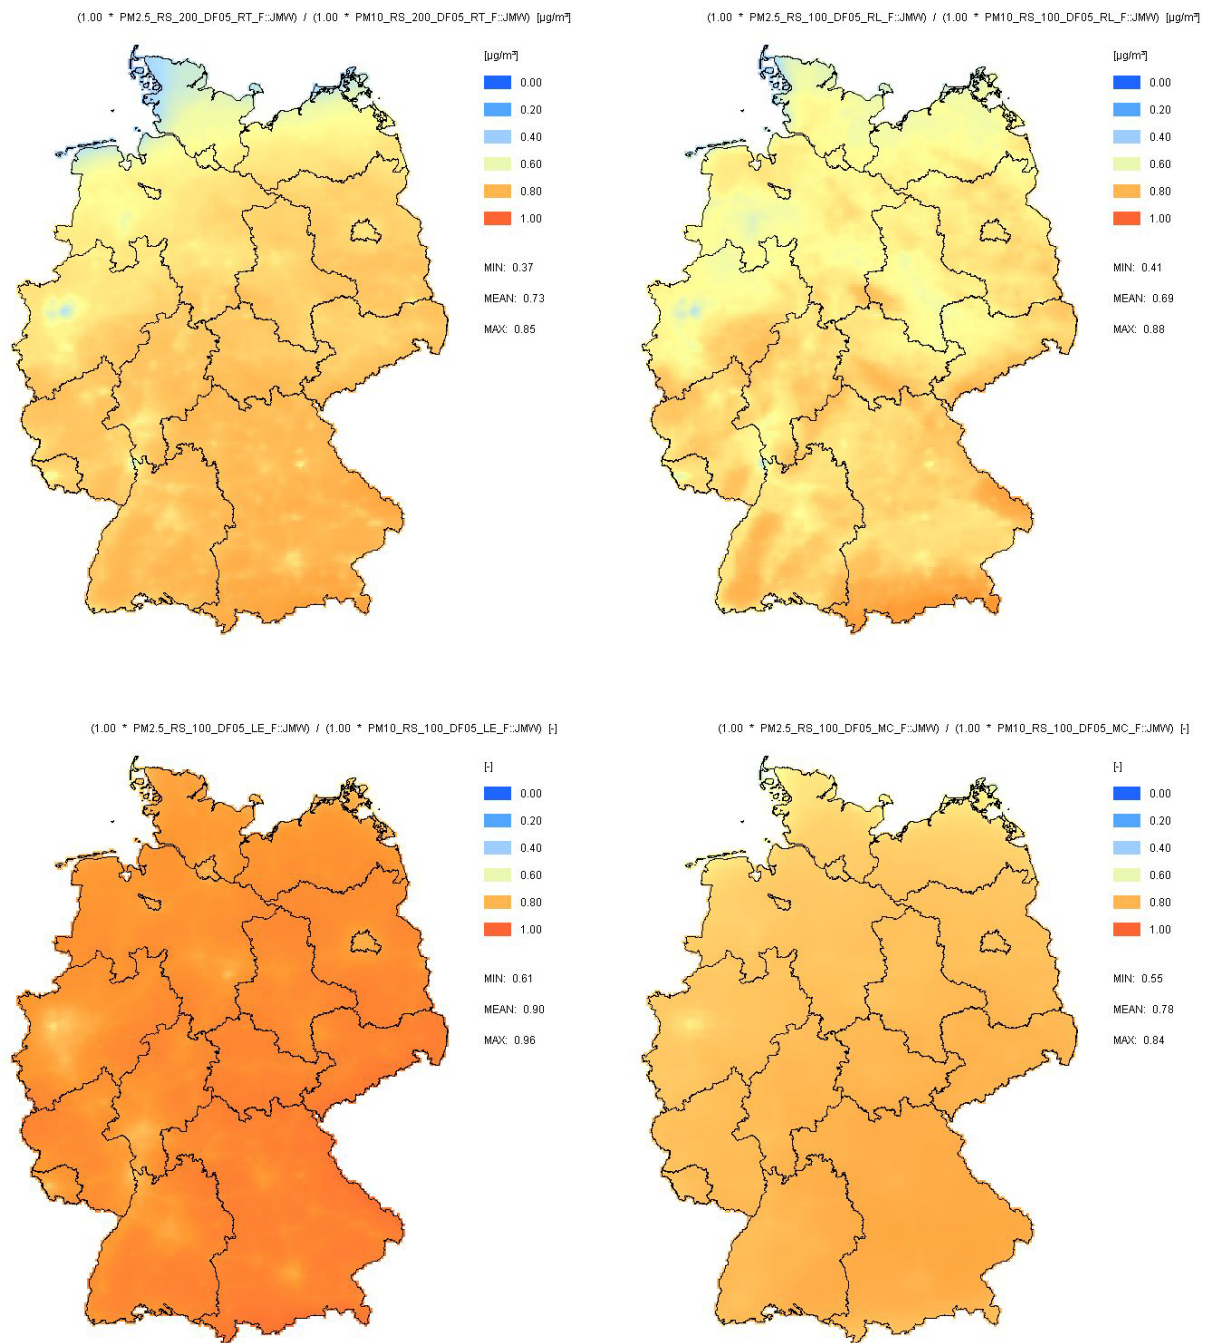 (1.00 * PM2.5_RS_200_DF05_RT_F::JMW) / (1.00 * PM10_RS_200_DF05_RT_F::JMW) [µg/m³]
[µg/m³]
0.00
0.20
0.40
0.60
0.80
1.00
MIN: 0.37
MEAN: 0.73
MAX: 0.85
(1.00 * PM2.5_RS_100_DF05_RL_F::JMW) / (1.00 * PM10_RS_100_DF05_RL_F::JMW) [µg/m³]
[µg/m³]
0.00
0.20
0.40
0.60
0.80
1.00
MIN: 0.41
MEAN: 0.69
MAX: 0.88
(1.00 * PM2.5_RS_100_DF05_LE_F::JMW) / (1.00 * PM10_RS_100_DF05_LE_F::JMW) [-]
[-]
0.00
0.20
0.40
0.60
0.80
1.00
MIN: 0.61
MEAN: 0.90
MAX: 0.96
(1.00 * PM2.5_RS_100_DF05_MC_F::JMW) / (1.00 * PM10_RS_100_DF05_MC_F::JMW) [-]
[-]
0.00
0.20
0.40
0.60
0.80
1.00
MIN: 0.55
MEAN: 0.78
MAX: 0.84